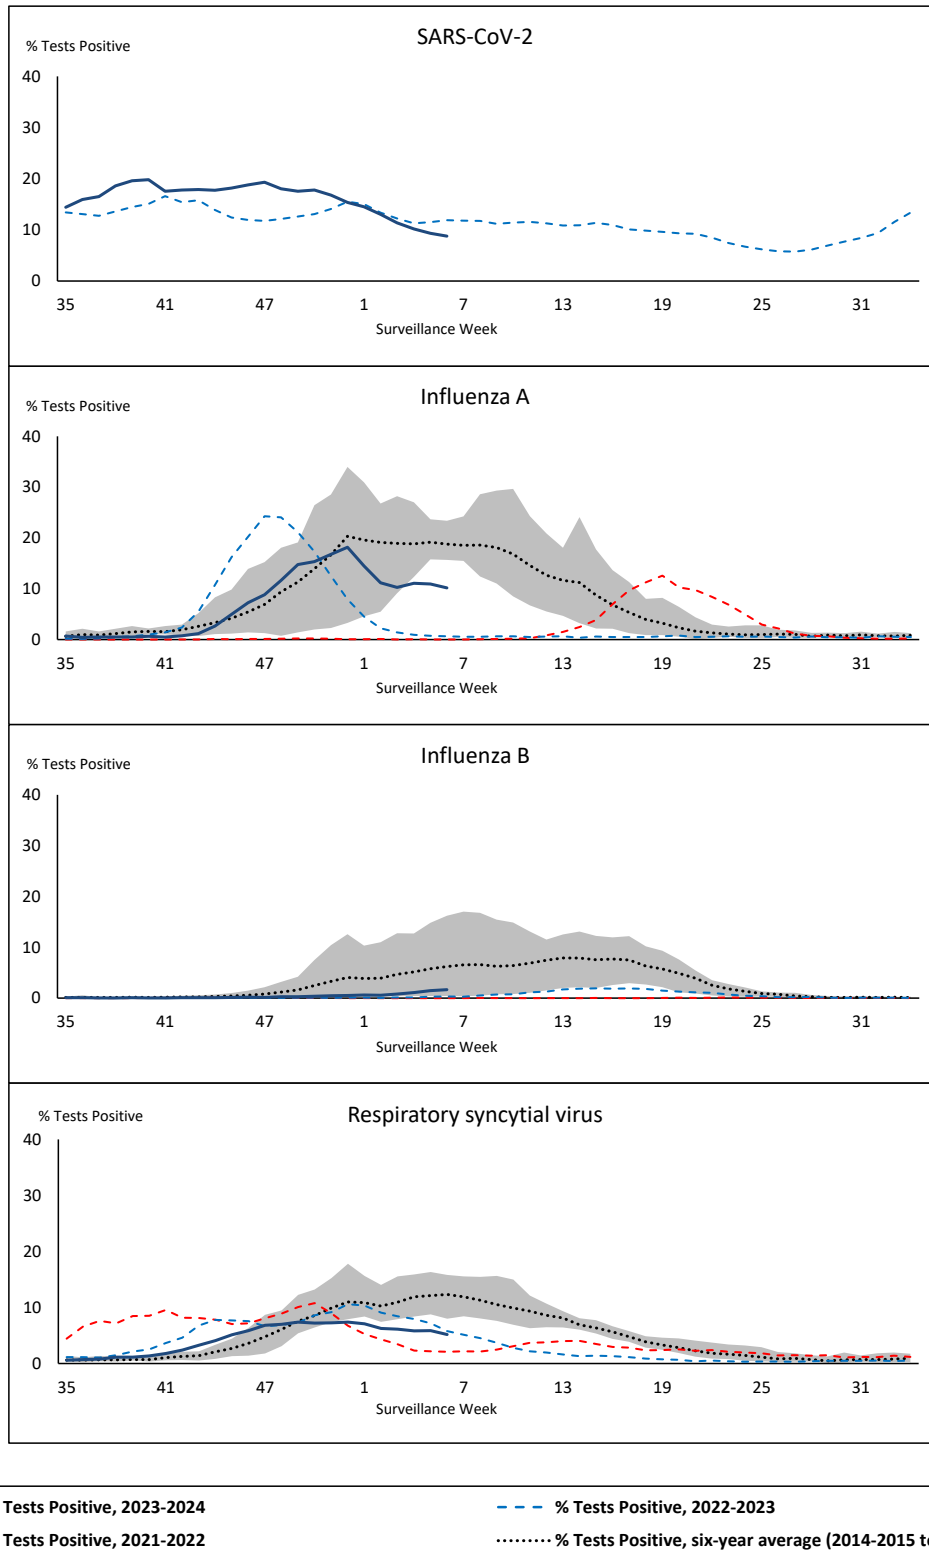 SARS-CoV-2
% Tests Positive
40
30
20
10
0
35 41 47 1 7 13 19 25 31
Surveillance Week
Influenza A
% Tests Positive
40
30
20
10
0
35 41 47 1 7 13 19 25 31
Surveillance Week
Influenza B
% Tests Positive
40
30
20
10
0
35 41 47 1 7 13 19 25 31
Surveillance Week
Respiratory syncytial virus
% Tests Positive
40
30
20
10
0
35 41 47 1 7 13 19 25 31
Surveillance Week
Tests Positive, 2023-2024 % Tests Positive, 2022-2023
Tests Positive, 2021-2022 % Tests Positive, six-year average (2014-2015 t